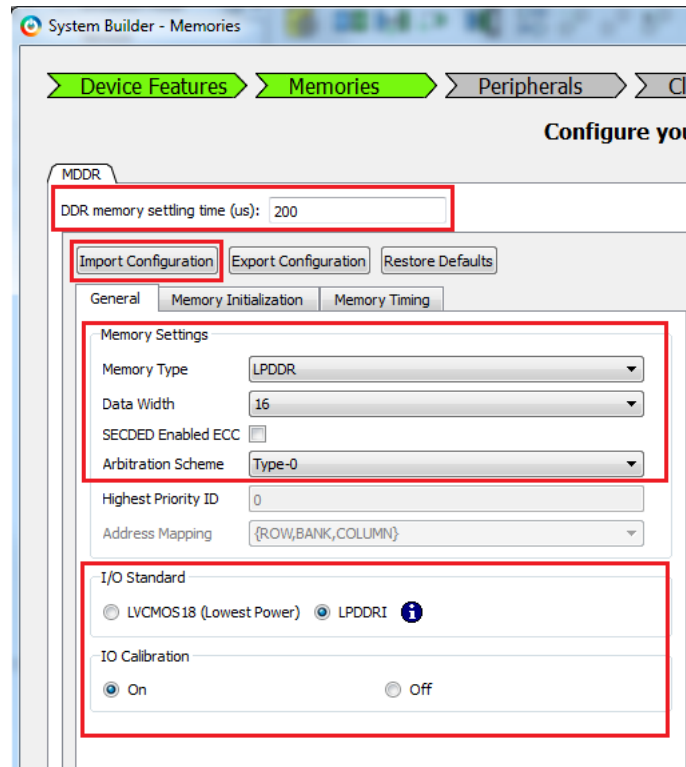 System Builder - Memories
Device Features Memories Peripherals Cl
Configure you
MDDR
DDR memory settling time (us): 200
Import Configuration Export Configuration Restore Defaults
General Memory Initialization Memory Timing
Memory Settings
Memory Type LPDDR
Data Width 16
SECDED Enabled ECC
Arbitration Scheme Type-0
Highest Priority ID 0
Address Mapping {ROW,BANK,COLUMN}
I/O Standard
LVCMOS18 (Lowest Power) LPDDRI
IO Calibration
On Off